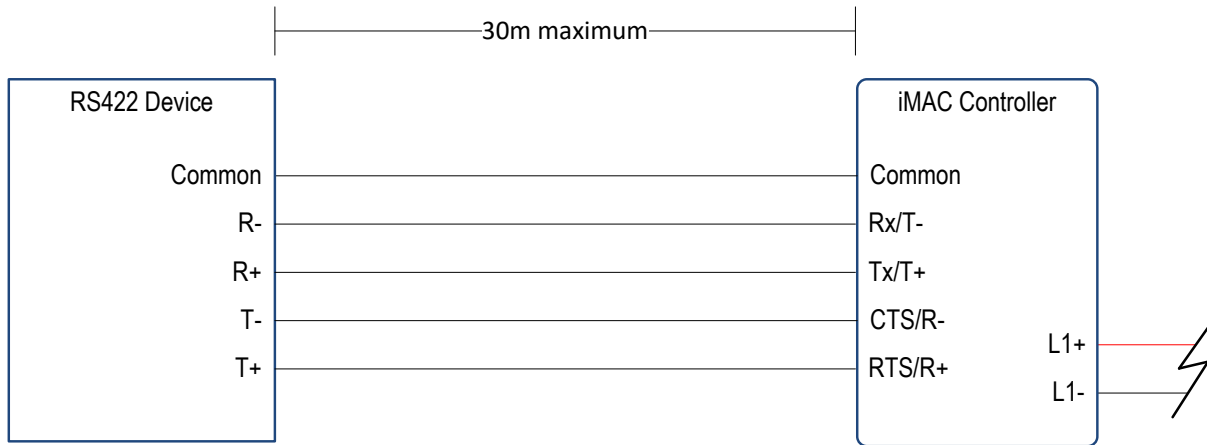 30m maximum
RS422 Device
iMAC Controller
Common
Common
R-
Rx/T-
R+
Tx/T+
T-
CTS/R-
T+
RTS/R+
L1+
L1-